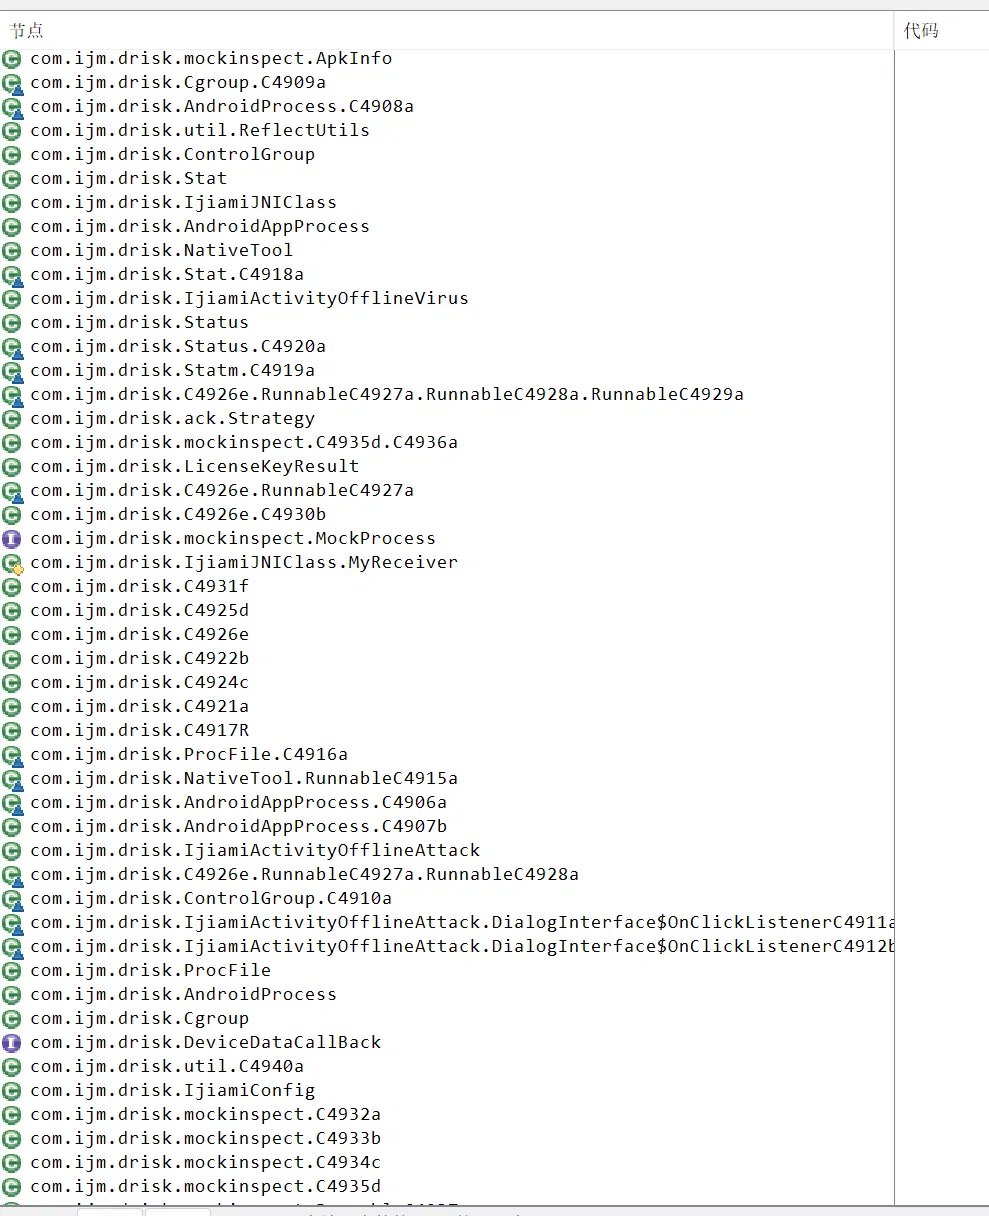 节点 代码
com.ijm.drisk.mockinspect.ApkInfo
com.ijm.drisk.Cgroup.C4909a
com.ijm.drisk.AndroidProcess.C4908a
com.ijm.drisk.util.ReflectUtils
com.ijm.drisk.ControlGroup
com.ijm.drisk.Stat
com.ijm.drisk.IjiamiJNIClass
com.ijm.drisk.AndroidAppProcess
com.ijm.drisk.NativeTool
com.ijm.drisk.Stat.C4918a
com.ijm.drisk.IjiamiActivityOfflineVirus
com.ijm.drisk.Status
com.ijm.drisk.Status.C4920a
com.ijm.drisk.Statm.C4919a
com.ijm.drisk.C4926e.RunnableC4927a.RunnableC4928a.RunnableC4929a
com.ijm.drisk.ack.Strategy
com.ijm.drisk.mockinspect.C4935d.C4936a
com.ijm.drisk.LicenseKeyResult
com.ijm.drisk.C4926e.RunnableC4927a
com.ijm.drisk.C4926e.C4930b
com.ijm.drisk.mockinspect.MockProcess
com.ijm.drisk.IjiamiJNIClass.MyReceiver
com.ijm.drisk.C4931f
com.ijm.drisk.C4925d
com.ijm.drisk.C4926e
com.ijm.drisk.C4922b
com.ijm.drisk.C4924c
com.ijm.drisk.C4921a
com.ijm.drisk.C4917R
com.ijm.drisk.ProcFile.C4916a
com.ijm.drisk.NativeTool.RunnableC4915a
com.ijm.drisk.AndroidAppProcess.C4906a
com.ijm.drisk.AndroidAppProcess.C4907b
com.ijm.drisk.IjiamiActivityOfflineAttack
com.ijm.drisk.C4926e.RunnableC4927a.RunnableC4928a
com.ijm.drisk.ControlGroup.C4910a
com.ijm.drisk.IjiamiActivityOfflineAttack.DialogInterface$OnClickListenerC4911a
com.ijm.drisk.IjiamiActivityOfflineAttack.DialogInterface$OnClickListenerC4912b
com.ijm.drisk.ProcFile
com.ijm.drisk.AndroidProcess
com.ijm.drisk.Cgroup
com.ijm.drisk.DeviceDataCallBack
com.ijm.drisk.util.C4940a
com.ijm.drisk.IjiamiConfig
com.ijm.drisk.mockinspect.C4932a
com.ijm.drisk.mockinspect.C4933b
com.ijm.drisk.mockinspect.C4934c
com.ijm.drisk.mockinspect.C4935d